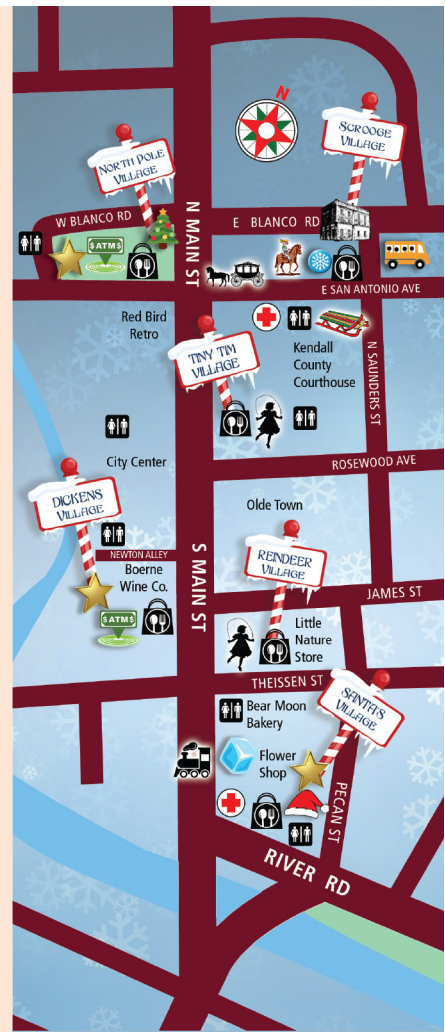 N
SCROOGE
VILLAGE
NORTH POLE
VILLAGE
W BLANCO RD
N MAIN ST
E BLANCO RD
$ATM$
E SAN ANTONIO AVE
Red Bird
Retro
TINY TIM
VILLAGE
Kendall
County
Courthouse
N SAUNDERS ST
City Center
ROSEWOOD AVE
DICKENS
VILLAGE
Olde Town
NEWTON ALLEY
Boerne
Wine Co.
S MAIN ST
REINDEER
VILLAGE
JAMES ST
$ATM$
Little
Nature
Store
THEISSEN ST
SANTA'S
VILLAGE
Bear Moon
Bakery
Flower
Shop
PECAN ST
RIVER RD